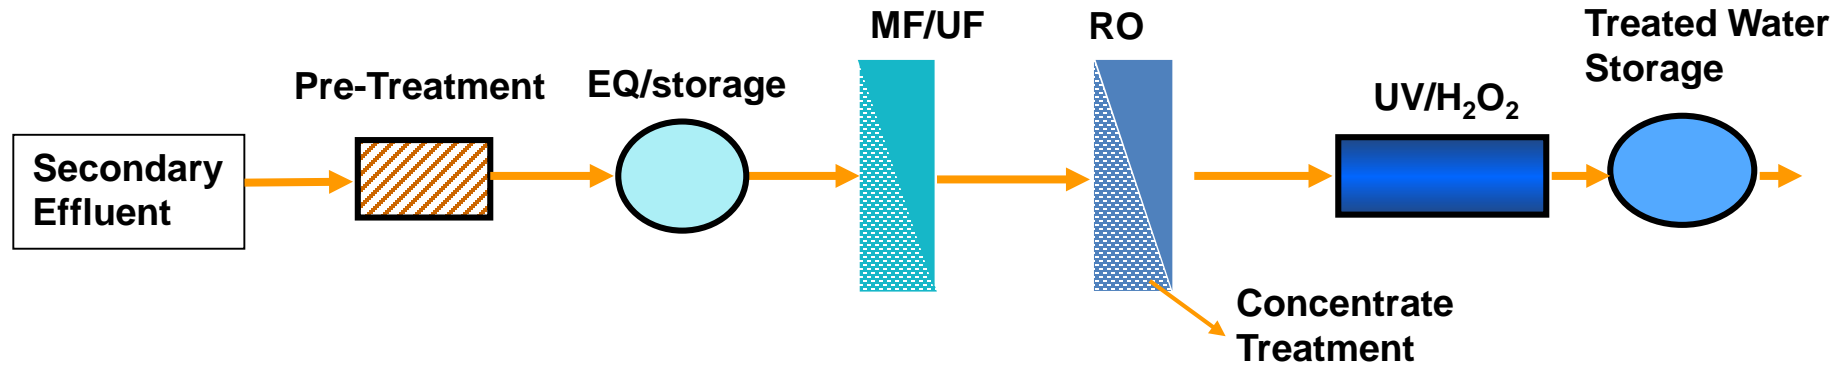 Secondary
Effluent
Pre-Treatment
EQ/storage
MF/UF
RO
Concentrate
Treatment
UV/H₂O₂
Treated Water
Storage